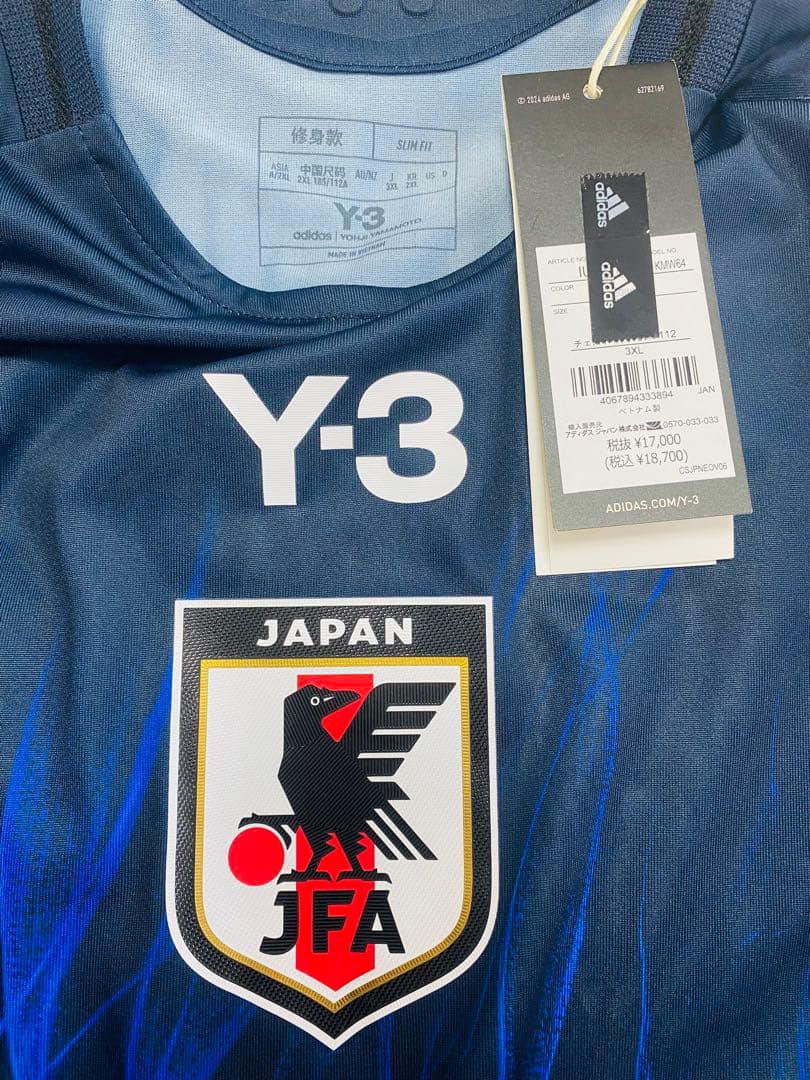 修身款 SLIM FIT
ASIA 中国尺码 AU/NZ J KR US D
A/2XL 2XL 185/112A 3XL 2XL
Y-3
adidas | YOHJI YAMAMOTO
MADE IN VIETNAM
© 2024 adidas AG 62782169
adidas
adidas
ARTICLE NO. KMW64
COLOR
SIZE
112
3XL
4067894333894 JAN
ベトナム製
輸入販売元
アディダス ジャパン株式会社 0570-033-033
税抜 ¥17,000
(税込 ¥18,700)
CSJPNEOV06
ADIDAS.COM/Y-3
Y-3
JAPAN
JFA